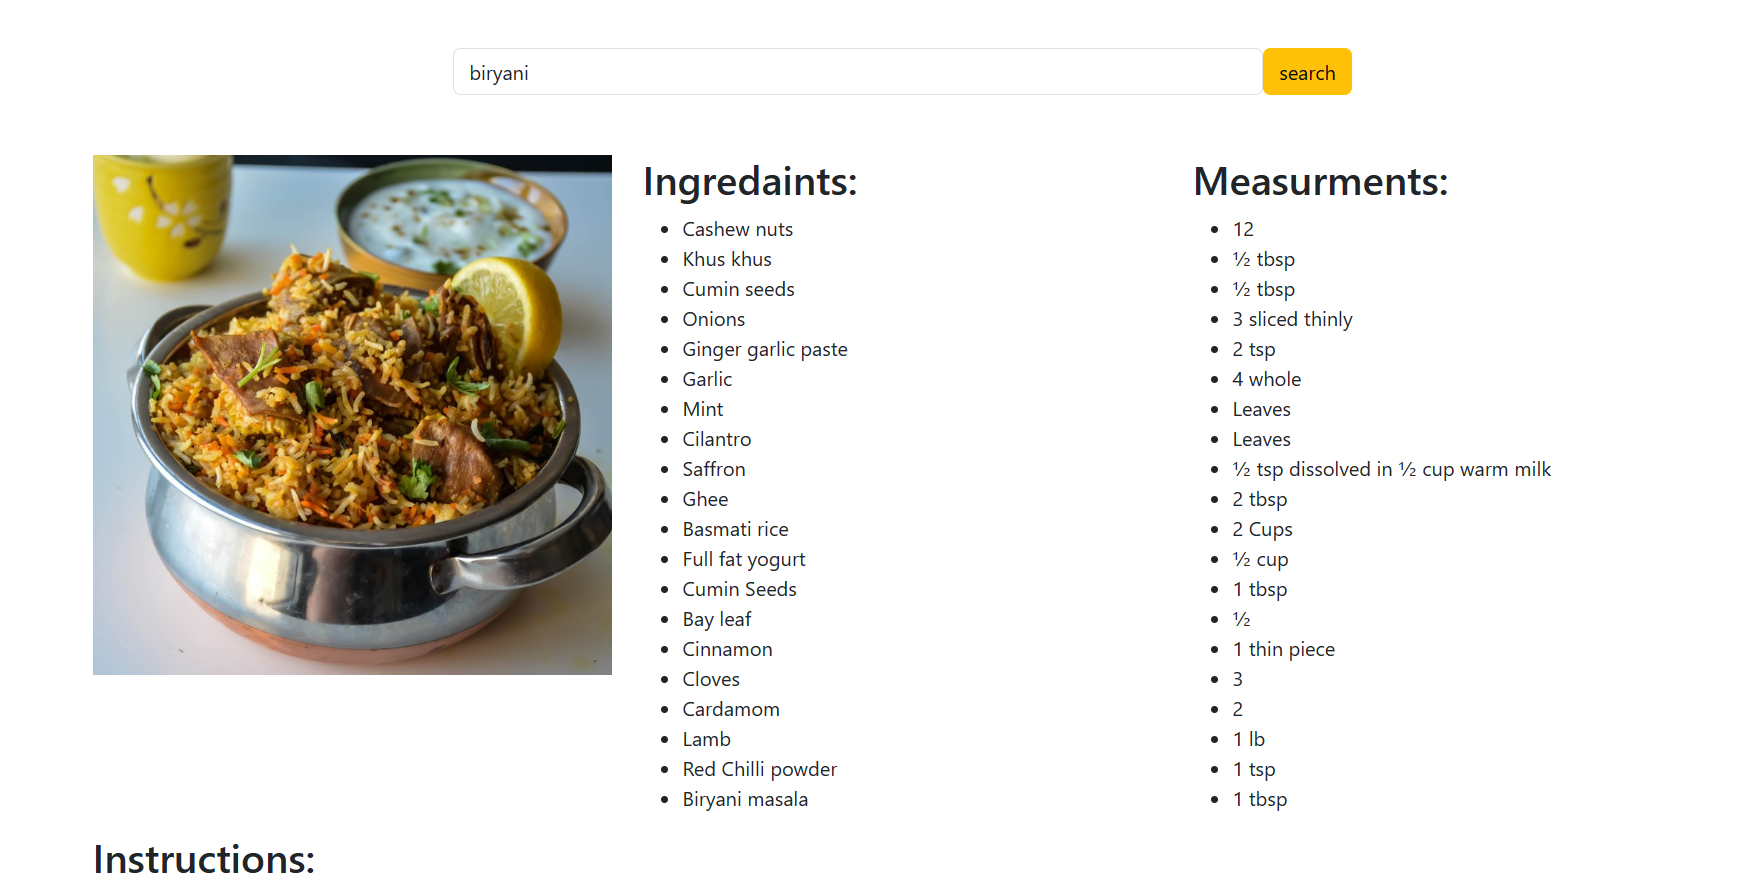 biryani
search
Ingredaints:
Cashew nuts
Khus khus
Cumin seeds
Onions
Ginger garlic paste
Garlic
Mint
Cilantro
Saffron
Ghee
Basmati rice
Full fat yogurt
Cumin Seeds
Bay leaf
Cinnamon
Cloves
Cardamom
Lamb
Red Chilli powder
Biryani masala
Measurments:
12
½ tbsp
½ tbsp
3 sliced thinly
2 tsp
4 whole
Leaves
Leaves
½ tsp dissolved in ½ cup warm milk
2 tbsp
2 Cups
½ cup
1 tbsp
½
1 thin piece
3
2
1 lb
1 tsp
1 tbsp
Instructions: